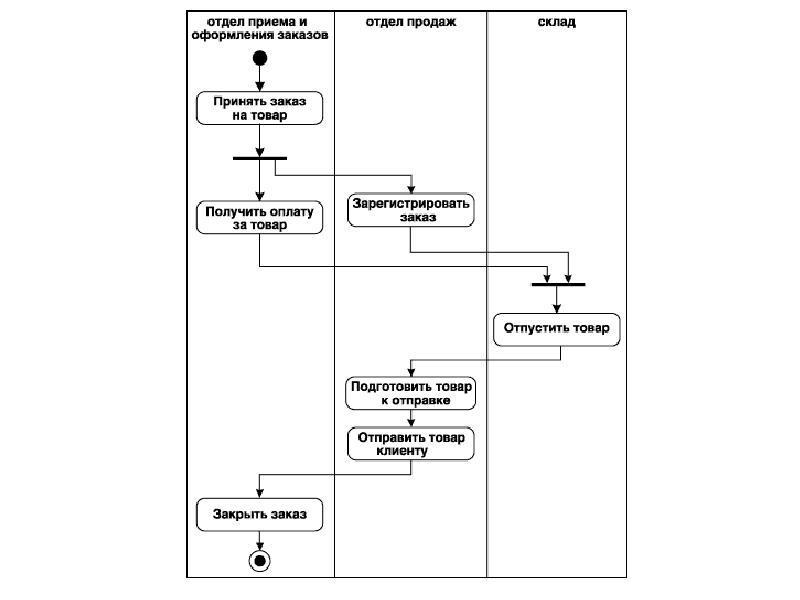 отдел приема и
оформления заказов
отдел продаж
склад
Принять заказ
на товар
Получить оплату
за товар
Зарегистрировать
заказ
Отпустить товар
Подготовить товар
к отправке
Отправить товар
клиенту
Закрыть заказ